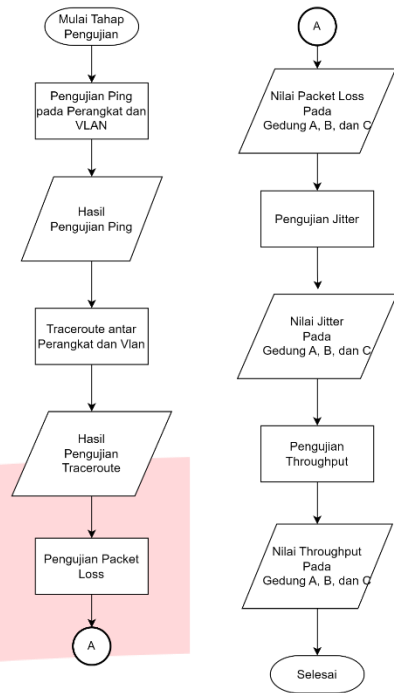 Mulai Tahap
Pengujian
Pengujian Ping
pada Perangkat dan
VLAN
Hasil
Pengujian Ping
Traceroute antar
Perangkat dan Vlan
Hasil
Pengujian
Traceroute
Pengujian Packet
Loss
A
A
Nilai Packet Loss
Pada
Gedung A, B, dan C
Pengujian Jitter
Nilai Jitter
Pada
Gedung A, B, dan C
Pengujian
Throughput
Nilai Throughput
Pada
Gedung A, B, dan C
Selesai